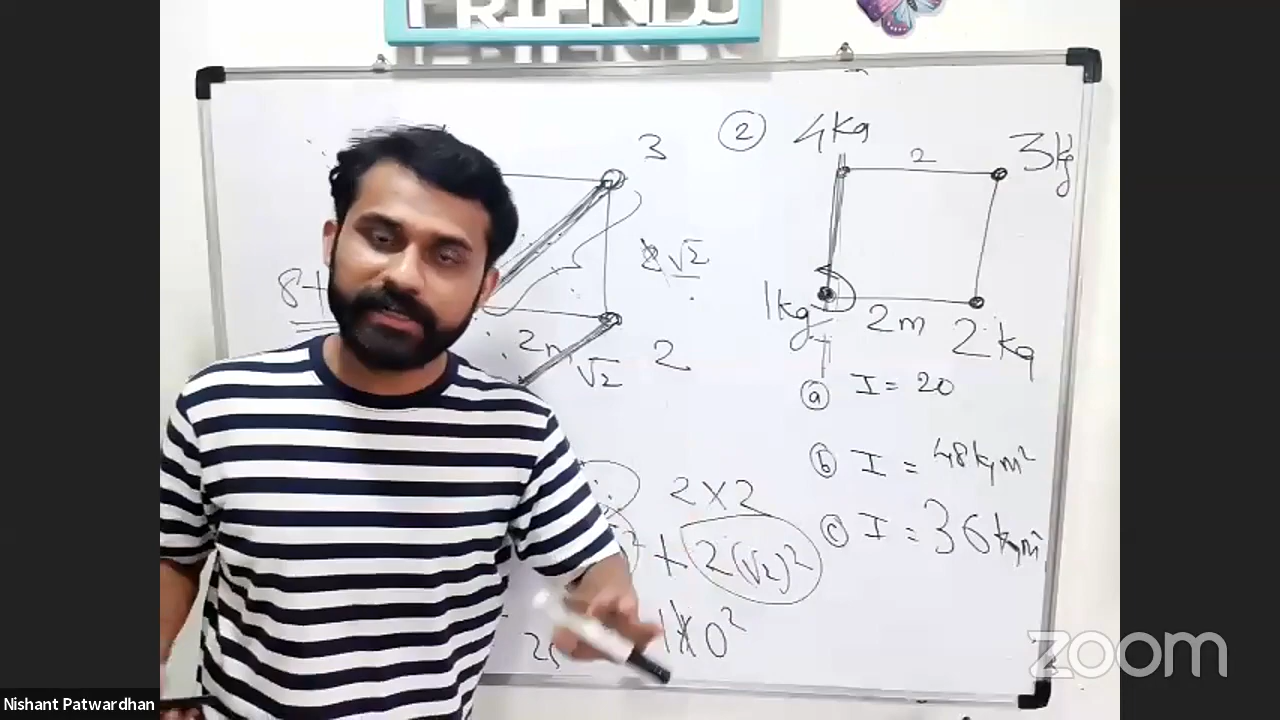 FRIENDS
② 4kg
2
3kg
3
2√2
8+
1kg
2m
2kg
2m
√2
2
ⓐ I = 20
ⓑ I = 48kgm²
2×2
ⓒ I = 36kgm²
+ 2(√2)²
1×0²
zoom
Nishant Patwardhan